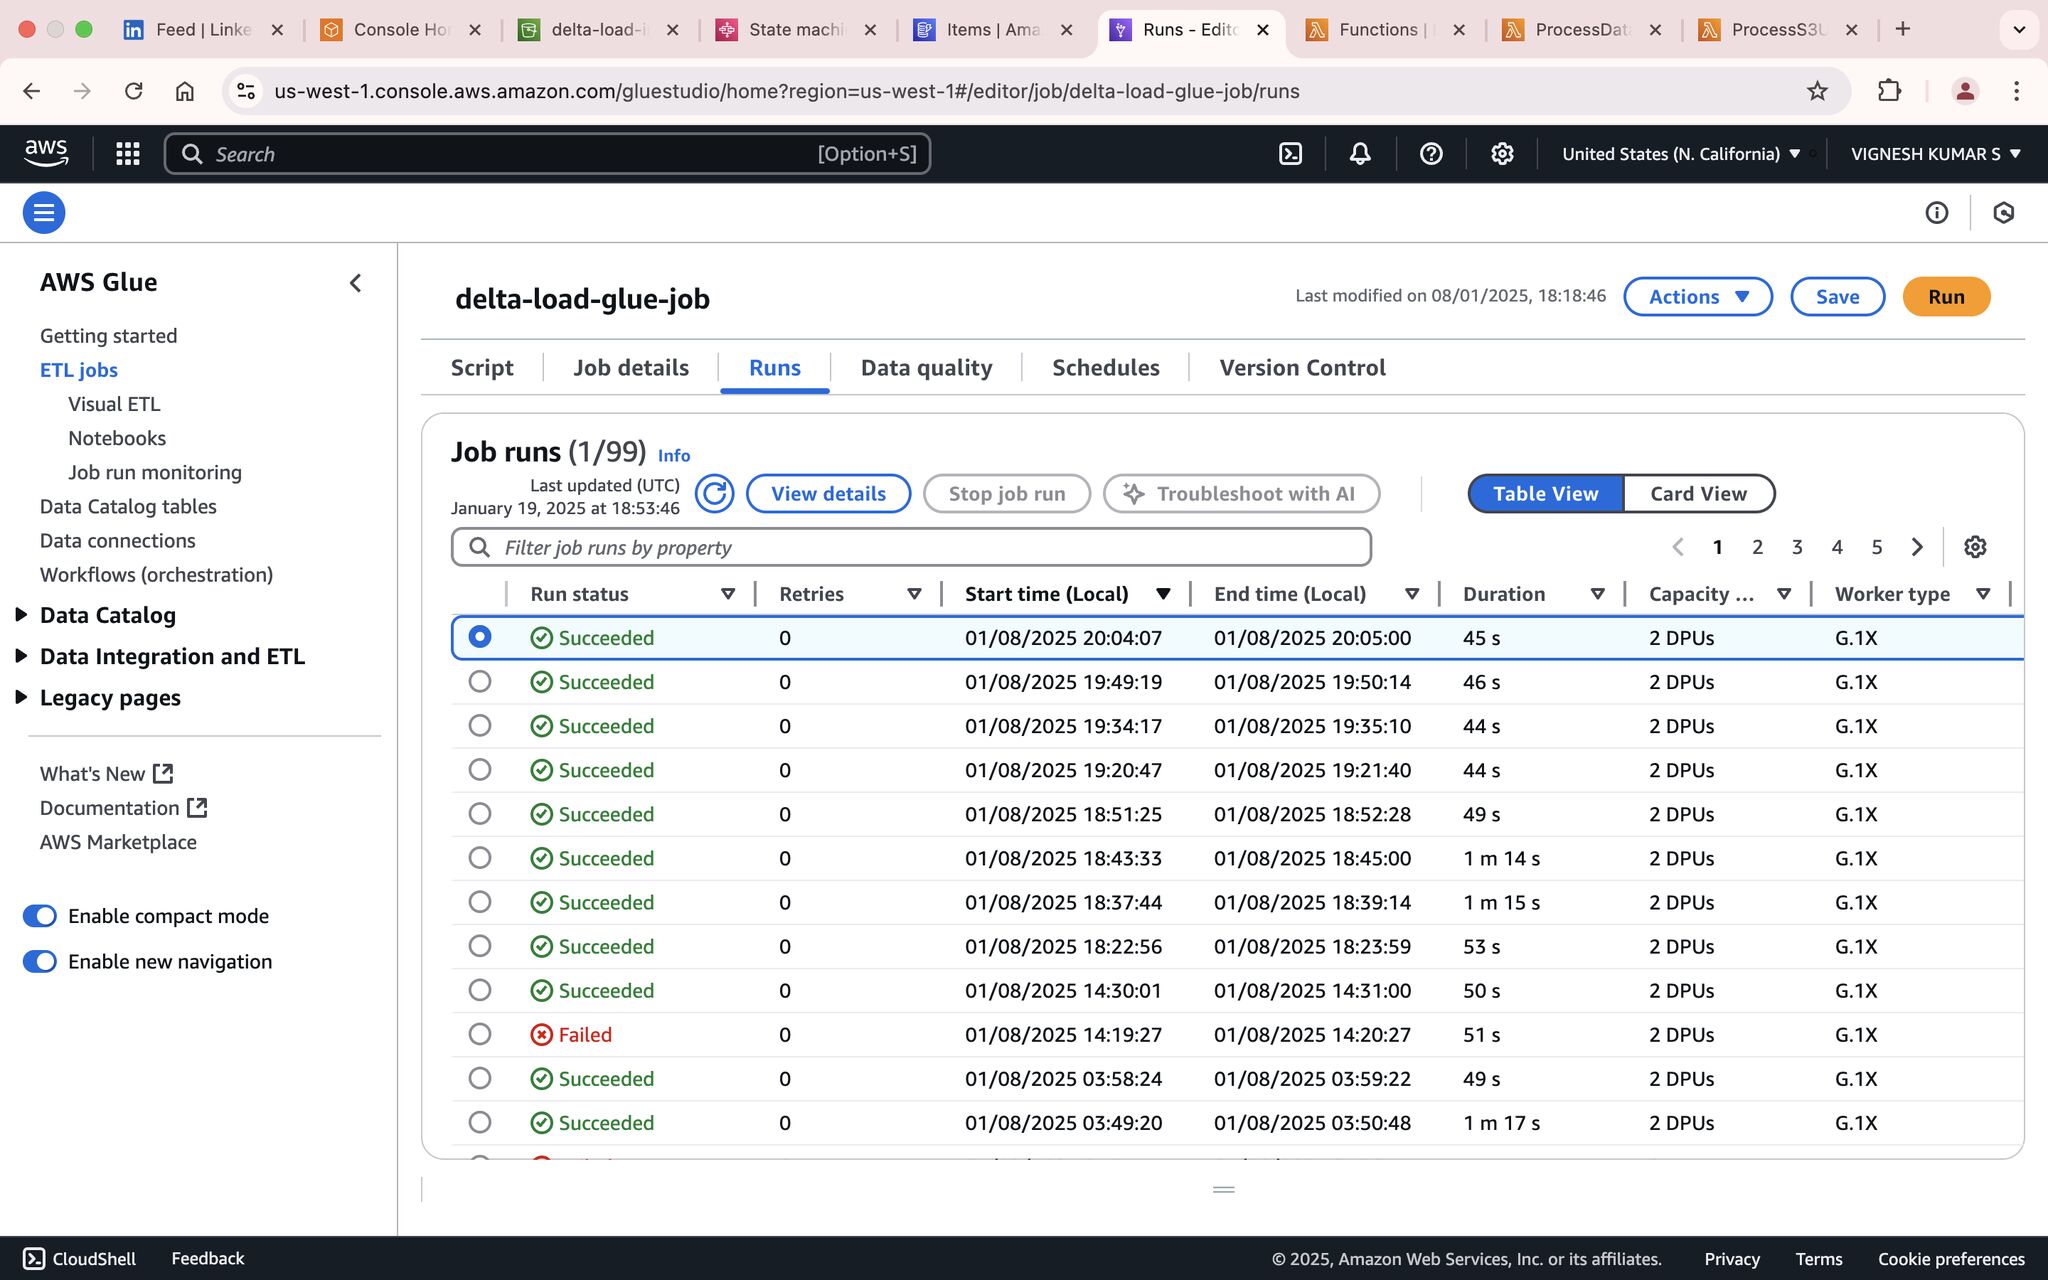 Feed | Linke
Console Ho
delta-load-i
State machi
Items | Ama
Runs - Edito
Functions |
ProcessData
ProcessS3U
us-west-1.console.aws.amazon.com/gluestudio/home?region=us-west-1#/editor/job/delta-load-glue-job/runs
aws
Search
[Option+S]
United States (N. California)
VIGNESH KUMAR S
AWS Glue
Getting started
ETL jobs
Visual ETL
Notebooks
Job run monitoring
Data Catalog tables
Data connections
Workflows (orchestration)
Data Catalog
Data Integration and ETL
Legacy pages
What's New
Documentation
AWS Marketplace
Enable compact mode
Enable new navigation
delta-load-glue-job
Last modified on 08/01/2025, 18:18:46
Actions
Save
Run
Script
Job details
Runs
Data quality
Schedules
Version Control
Job runs (1/99) Info
Last updated (UTC)
January 19, 2025 at 18:53:46
View details
Stop job run
Troubleshoot with AI
Table View
Card View
Filter job runs by property
1 2 3 4 5
Run status Retries Start time (Local) End time (Local) Duration Capacity ... Worker type
Succeeded 0 01/08/2025 20:04:07 01/08/2025 20:05:00 45 s 2 DPUs G.1X
Succeeded 0 01/08/2025 19:49:19 01/08/2025 19:50:14 46 s 2 DPUs G.1X
Succeeded 0 01/08/2025 19:34:17 01/08/2025 19:35:10 44 s 2 DPUs G.1X
Succeeded 0 01/08/2025 19:20:47 01/08/2025 19:21:40 44 s 2 DPUs G.1X
Succeeded 0 01/08/2025 18:51:25 01/08/2025 18:52:28 49 s 2 DPUs G.1X
Succeeded 0 01/08/2025 18:43:33 01/08/2025 18:45:00 1 m 14 s 2 DPUs G.1X
Succeeded 0 01/08/2025 18:37:44 01/08/2025 18:39:14 1 m 15 s 2 DPUs G.1X
Succeeded 0 01/08/2025 18:22:56 01/08/2025 18:23:59 53 s 2 DPUs G.1X
Succeeded 0 01/08/2025 14:30:01 01/08/2025 14:31:00 50 s 2 DPUs G.1X
Failed 0 01/08/2025 14:19:27 01/08/2025 14:20:27 51 s 2 DPUs G.1X
Succeeded 0 01/08/2025 03:58:24 01/08/2025 03:59:22 49 s 2 DPUs G.1X
Succeeded 0 01/08/2025 03:49:20 01/08/2025 03:50:48 1 m 17 s 2 DPUs G.1X
CloudShell
Feedback
© 2025, Amazon Web Services, Inc. or its affiliates.
Privacy
Terms
Cookie preferences